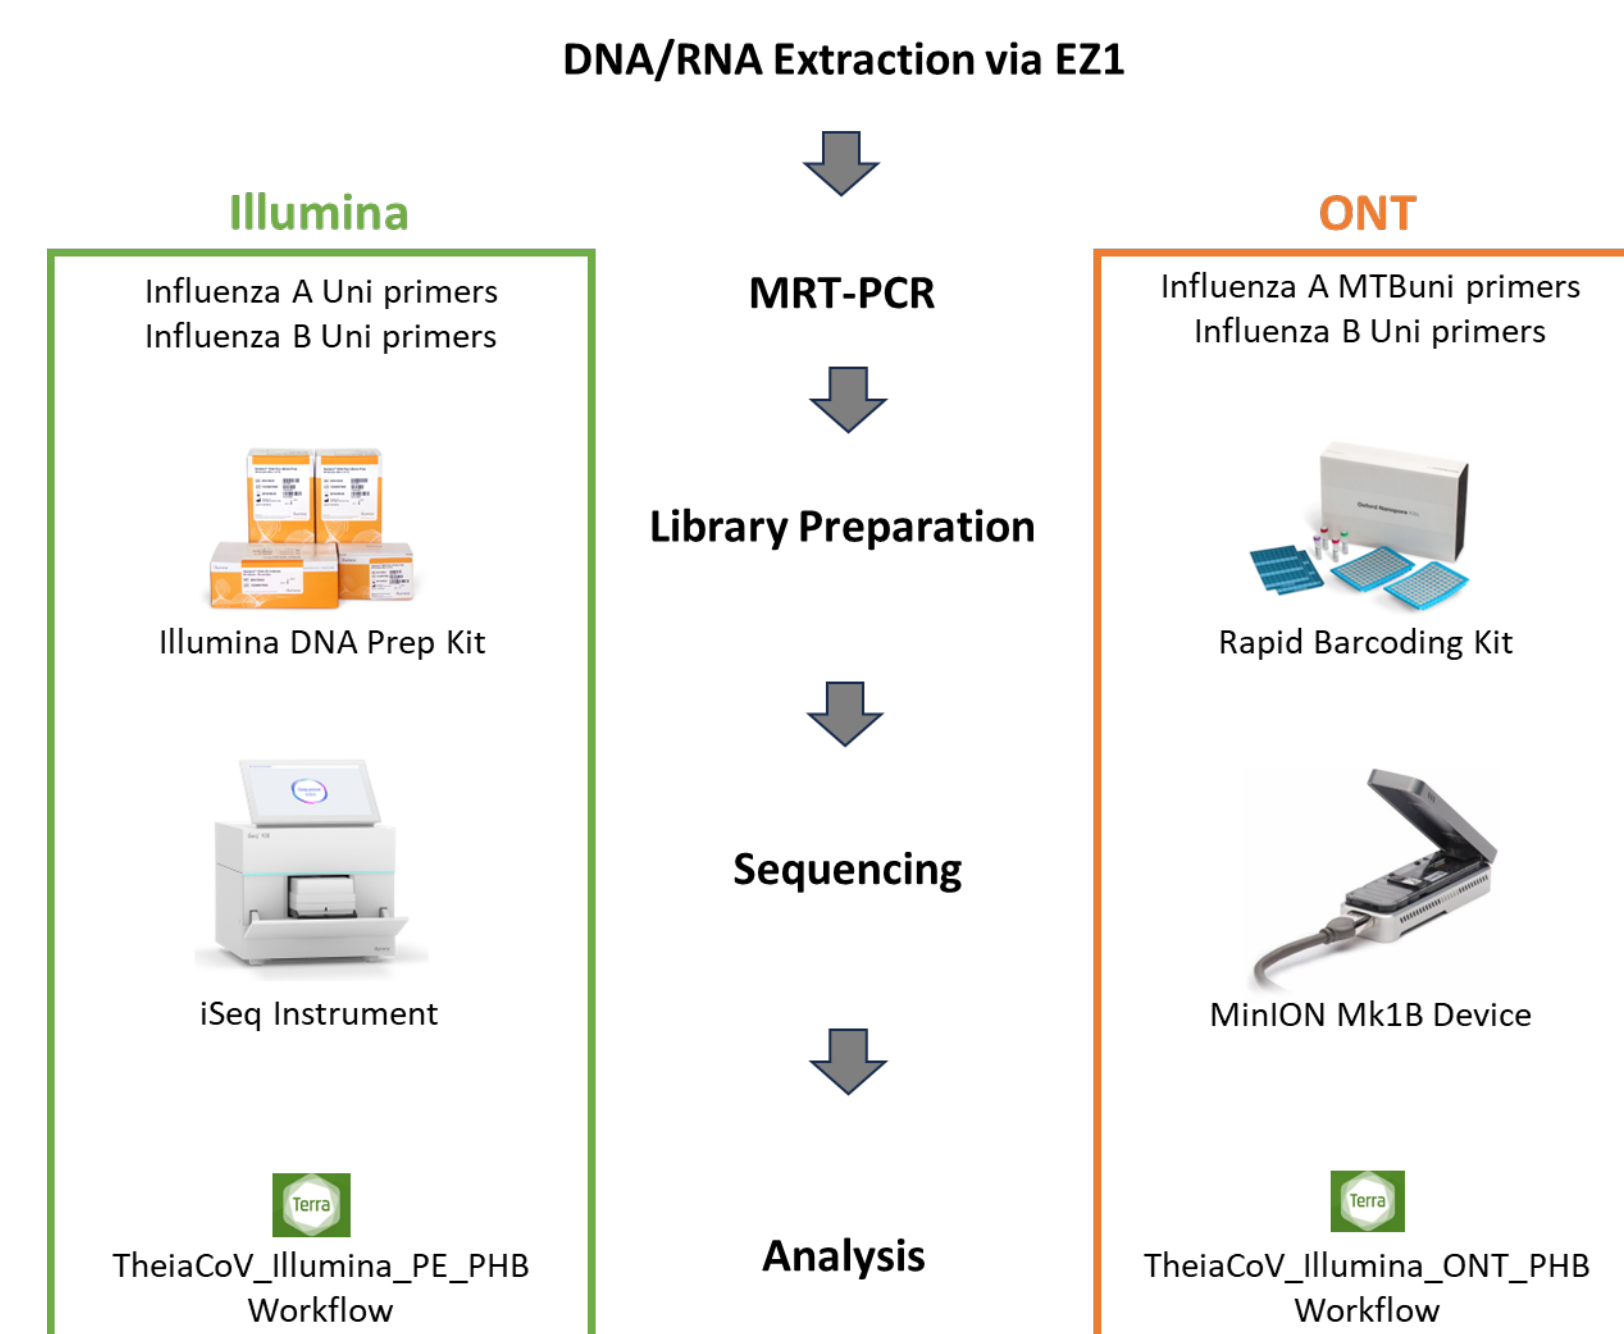 DNA/RNA Extraction via EZ1
Illumina
ONT
Influenza A Uni primers
Influenza B Uni primers
MRT-PCR
Influenza A MTBuni primers
Influenza B Uni primers
Library Preparation
Oxford Nanopore
Illumina DNA Prep Kit
Rapid Barcoding Kit
Sequencing
iSeq Instrument
MinION Mk1B Device
Terra
Terra
Analysis
TheiaCoV_Illumina_PE_PHB
Workflow
TheiaCoV_Illumina_ONT_PHB
Workflow